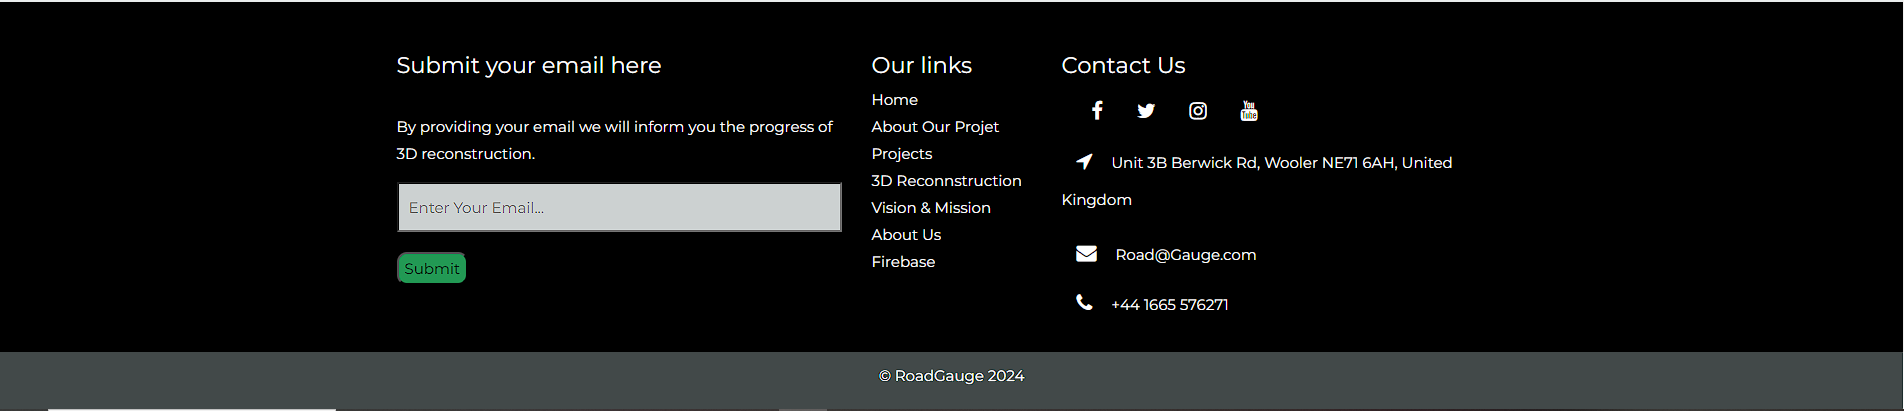 Submit your email here
By providing your email we will inform you the progress of
3D reconstruction.
Enter Your Email...
Submit
Our links
Home
About Our Projet
Projects
3D Reconnstruction
Vision & Mission
About Us
Firebase
Contact Us
You
Tube
Unit 3B Berwick Rd, Wooler NE71 6AH, United
Kingdom
Road@Gauge.com
+44 1665 576271
© RoadGauge 2024